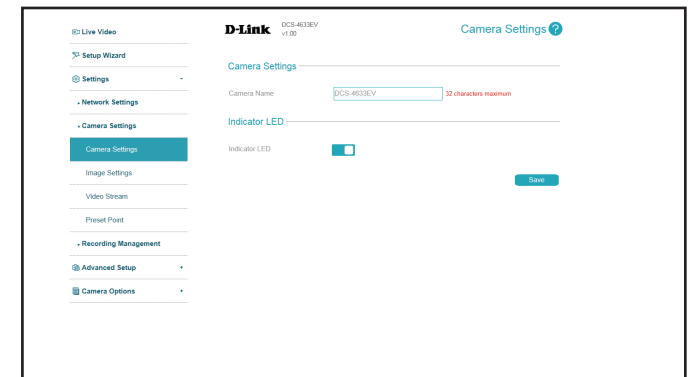 Live Video
Setup Wizard
Settings -
Network Settings
Camera Settings
Camera Settings
Image Settings
Video Stream
Preset Point
Recording Management
Advanced Setup +
Camera Options +
D-Link DCS-4633EV
v1.00
Camera Settings ?
Camera Settings
Camera Name DCS-4633EV 32 characters maximum
Indicator LED
Indicator LED
Save